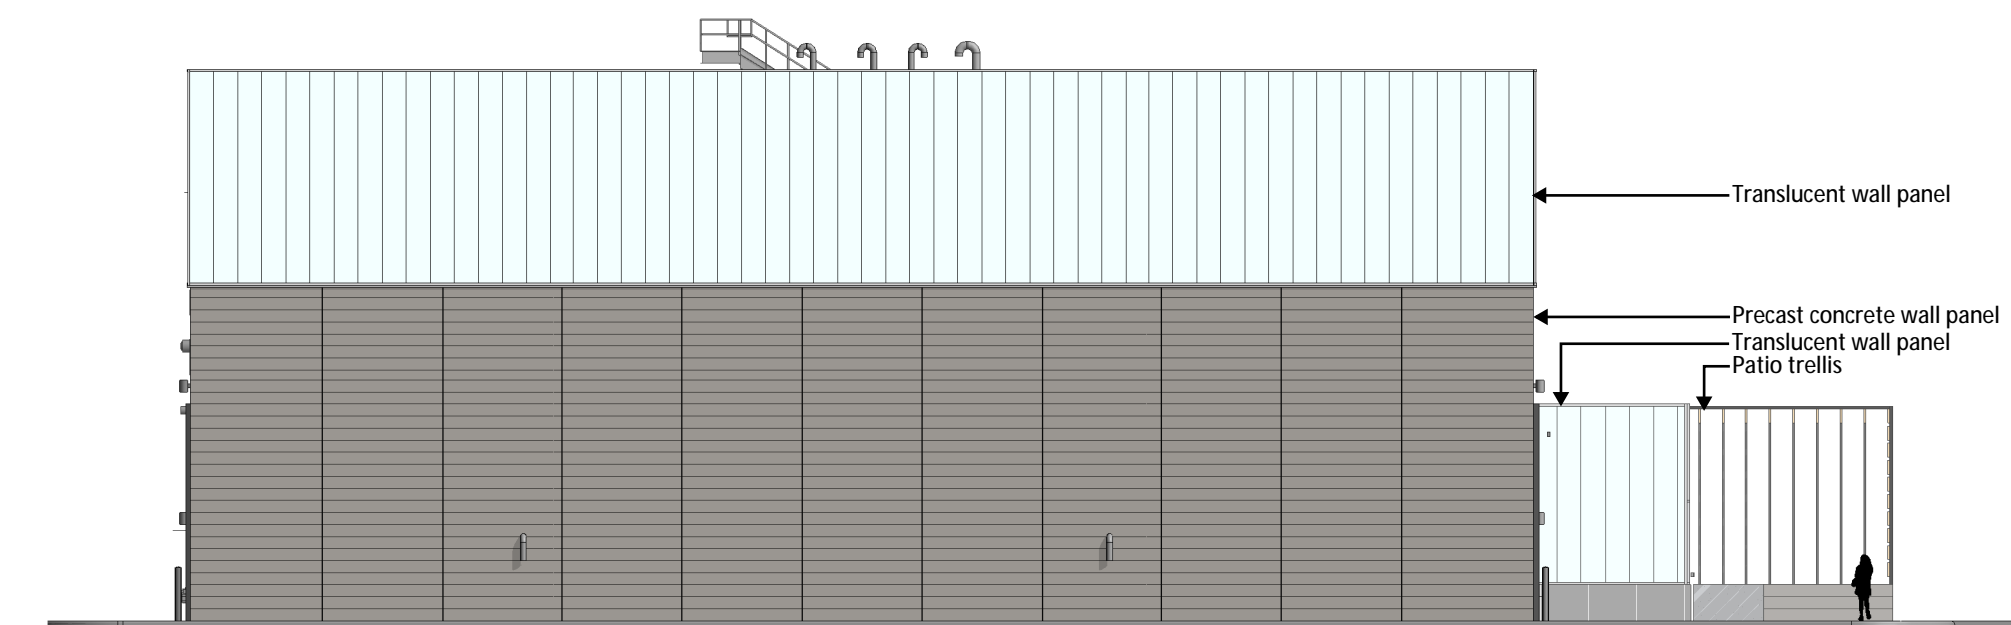 Translucent wall panel
Precast concrete wall panel
Translucent wall panel
Patio trellis